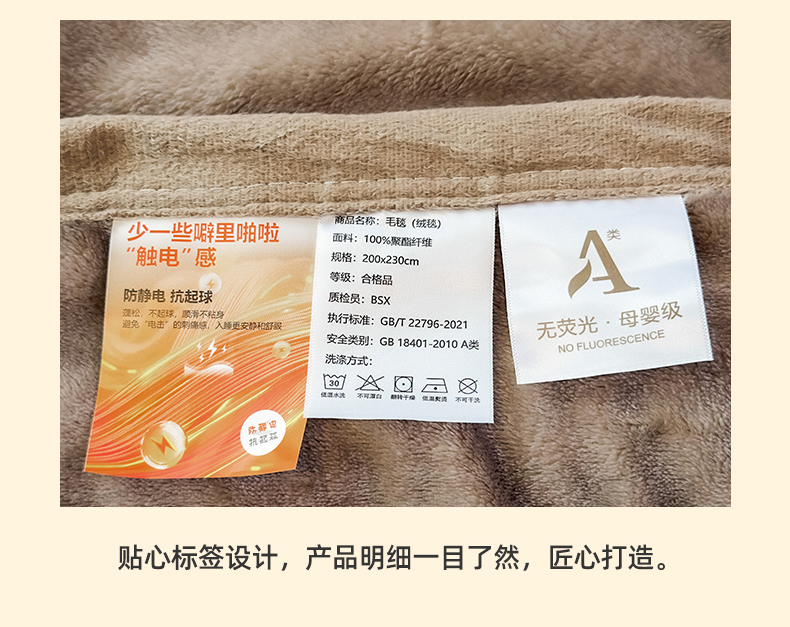 少一些噼里啪啦
“触电”感
防静电 抗起球
蓬松，不起球，顺滑不粘身
避免“电击”的刺痛感，入睡更安静和舒服
防静电
抗起球
商品名称：毛毯（绒毯）
面料：100%聚酯纤维
规格：200x230cm
等级：合格品
质检员：BSX
执行标准：GB/T 22796-2021
安全类别：GB 18401-2010 A类
洗涤方式：
30
低温水洗 不可漂白 翻转干燥 低温熨烫 不可干洗
A类
无荧光·母婴级
NO FLUORESCENCE
贴心标签设计，产品明细一目了然，匠心打造。